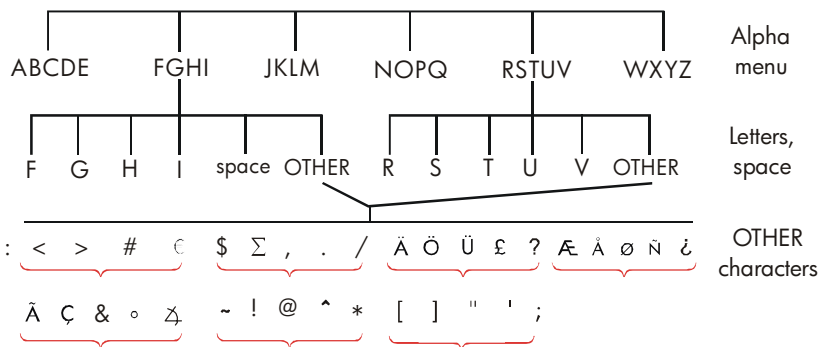 ABCDE FGHI JKLM NOPQ RSTUV WXYZ Alpha menu
F G H I space OTHER R S T U V OTHER Letters, space
: < > # € $ Σ , . / Ä Ö Ü £ ? Æ Å Ø Ñ ¿ OTHER characters
Ã Ç & ° ∡ ~ ! @ ^ * [ ] " ' ;